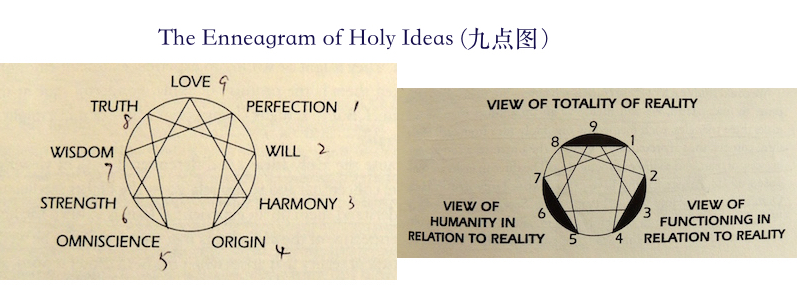 The Enneagram of Holy Ideas (九点图)
LOVE 9
TRUTH 8
PERFECTION 1
WISDOM 7
WILL 2
STRENGTH 6
HARMONY 3
OMNISCIENCE 5
ORIGIN 4
VIEW OF TOTALITY OF REALITY
9
8
1
7
2
6
3
5
4
VIEW OF
HUMANITY IN
RELATION TO REALITY
VIEW OF
FUNCTIONING IN
RELATION TO REALITY